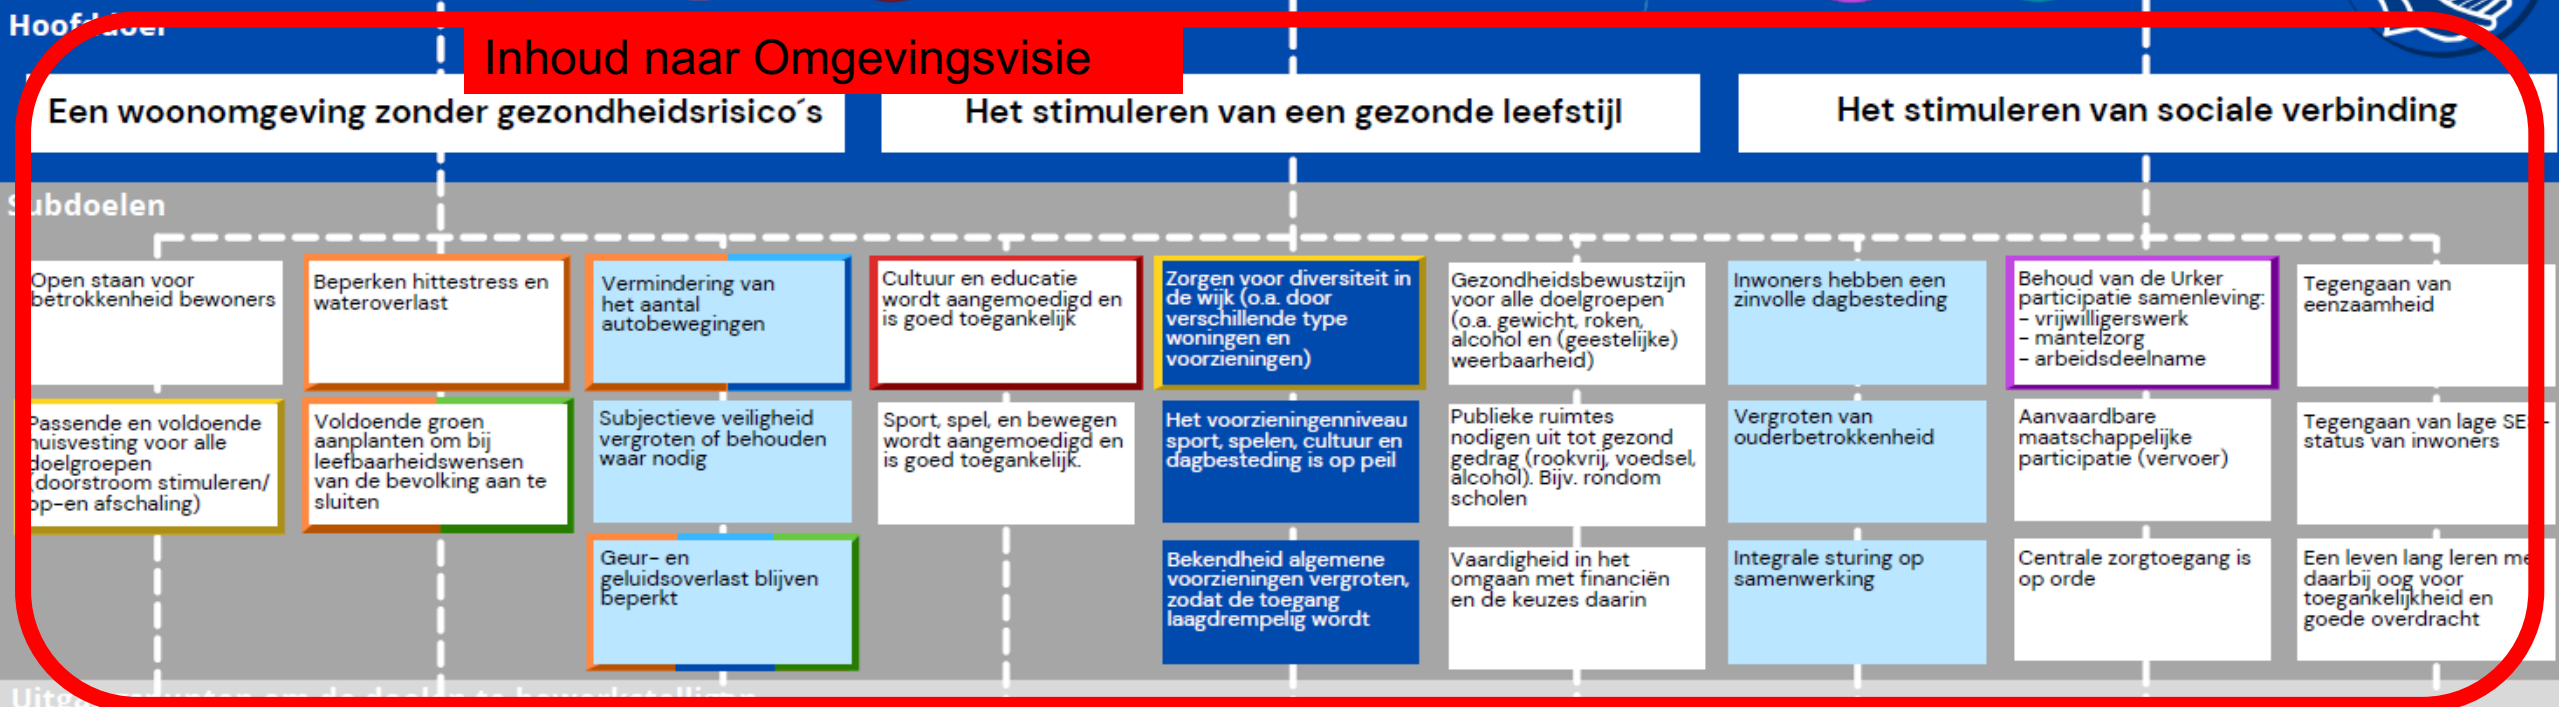 Hoofddoel
Inhoud naar Omgevingsvisie
Een woonomgeving zonder gezondheidsrisico´s
Het stimuleren van een gezonde leefstijl
Het stimuleren van sociale verbinding
Subdoelen
Open staan voor
betrokkenheid bewoners
Passende en voldoende
huisvesting voor alle
doelgroepen
(doorstroom stimuleren/
op-en afschaling)
Beperken hittestress en
wateroverlast
Voldoende groen
aanplanten om bij
leefbaarheidswensen
van de bevolking aan te
sluiten
Vermindering van
het aantal
autobewegingen
Subjectieve veiligheid
vergroten of behouden
waar nodig
Geur- en
geluidsoverlast blijven
beperkt
Cultuur en educatie
wordt aangemoedigd en
is goed toegankelijk
Sport, spel, en bewegen
wordt aangemoedigd en
is goed toegankelijk.
Zorgen voor diversiteit in
de wijk (o.a. door
verschillende type
woningen en
voorzieningen)
Het voorzieningenniveau
sport, spelen, cultuur en
dagbesteding is op peil
Bekendheid algemene
voorzieningen vergroten,
zodat de toegang
laagdrempelig wordt
Gezondheidsbewustzijn
voor alle doelgroepen
(o.a. gewicht, roken,
alcohol en (geestelijke)
weerbaarheid)
Publieke ruimtes
nodigen uit tot gezond
gedrag (rookvrij, voedsel,
alcohol). Bijv. rondom
scholen
Vaardigheid in het
omgaan met financiën
en de keuzes daarin
Inwoners hebben een
zinvolle dagbesteding
Vergroten van
ouderbetrokkenheid
Integrale sturing op
samenwerking
Behoud van de Urker
participatie samenleving:
- vrijwilligerswerk
- mantelzorg
- arbeidsdeelname
Aanvaardbare
maatschappelijke
participatie (vervoer)
Centrale zorgtoegang is
op orde
Tegengaan van
eenzaamheid
Tegengaan van lage SES-
status van inwoners
Een leven lang leren met
daarbij oog voor
toegankelijkheid en
goede overdracht
om de doelen te bewerkstelligen